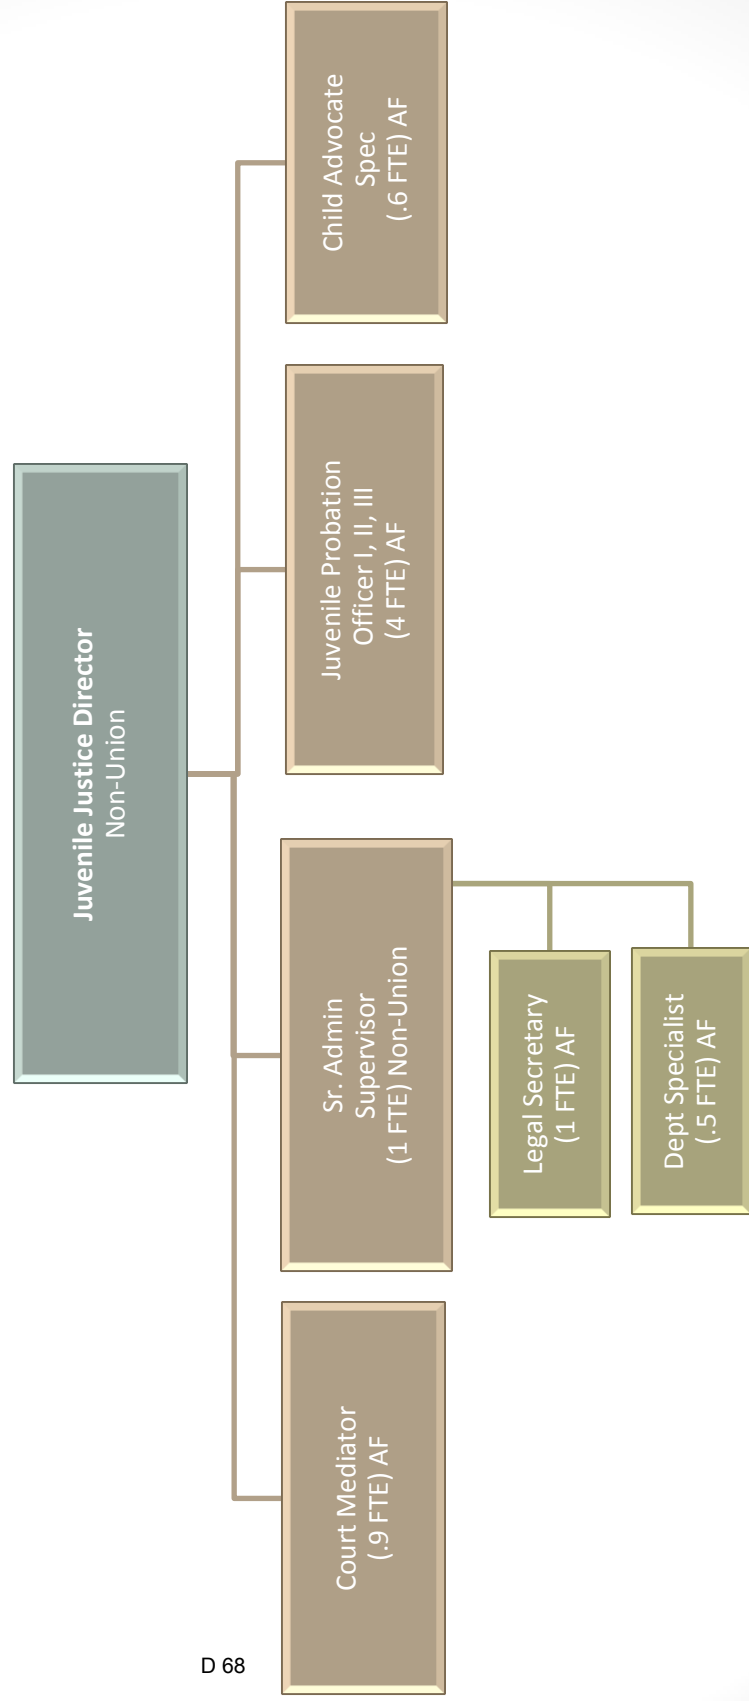 Juvenile Justice Director
Non-Union
Court Mediator
(.9 FTE) AF
Sr. Admin
Supervisor
(1 FTE) Non-Union
Juvenile Probation
Officer I, II, III
(4 FTE) AF
Child Advocate
Spec
(.6 FTE) AF
Legal Secretary
(1 FTE) AF
Dept Specialist
(.5 FTE) AF
D 68